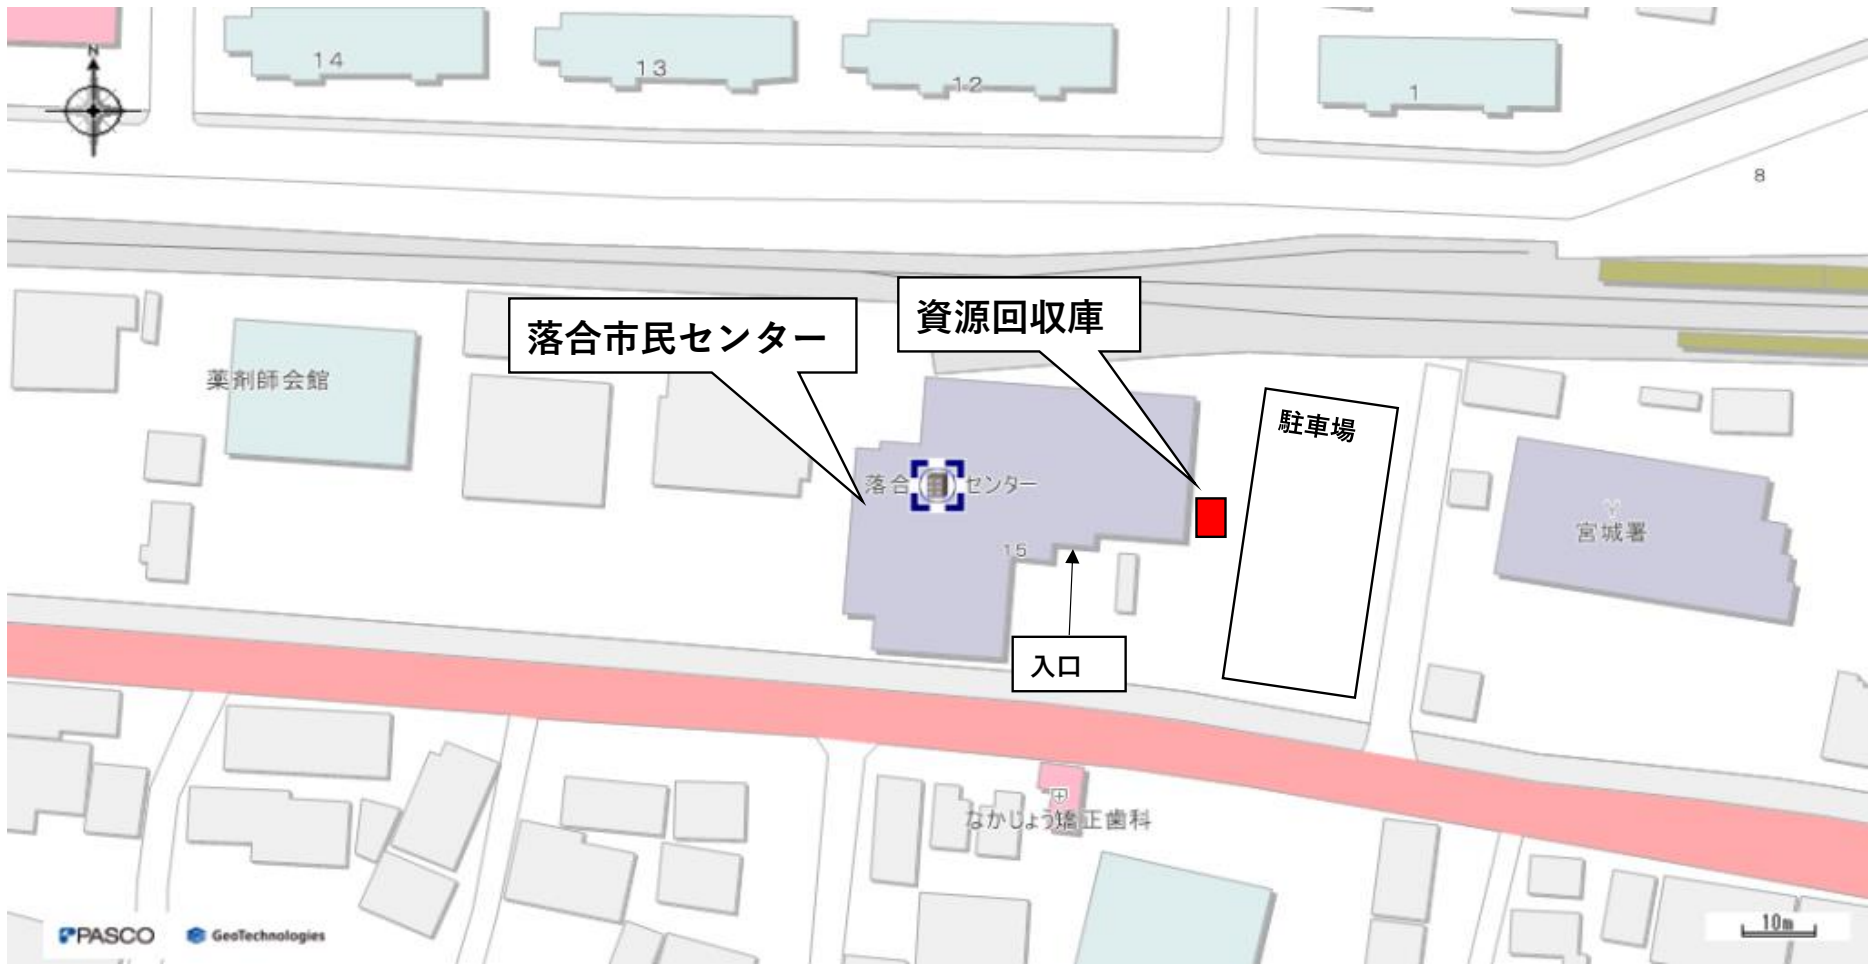 14
13
12
1
N
8
資源回収庫
落合市民センター
薬剤師会館
駐車場
落合
センター
宮城署
15
入口
なかじょう矯正歯科
PASCO
GeoTechnologies
10m